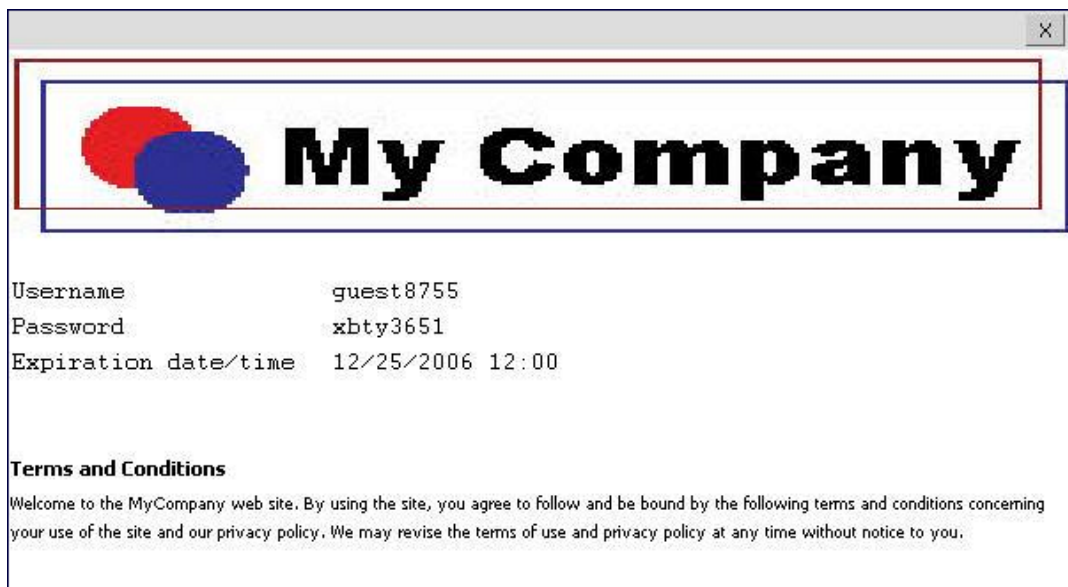 X
My Company
Username guest8755
Password xbty3651
Expiration date/time 12/25/2006 12:00
Terms and Conditions
Welcome to the MyCompany web site. By using the site, you agree to follow and be bound by the following terms and conditions concerning
your use of the site and our privacy policy. We may revise the terms of use and privacy policy at any time without notice to you.